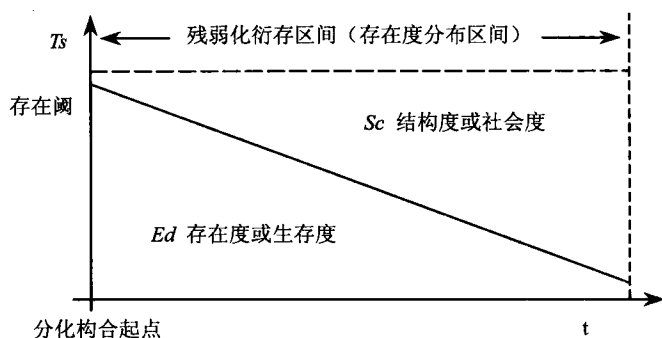 Ts
残弱化衍存区间（存在度分布区间）
存在阈
Sc 结构度或社会度
Ed 存在度或生存度
分化构合起点
t